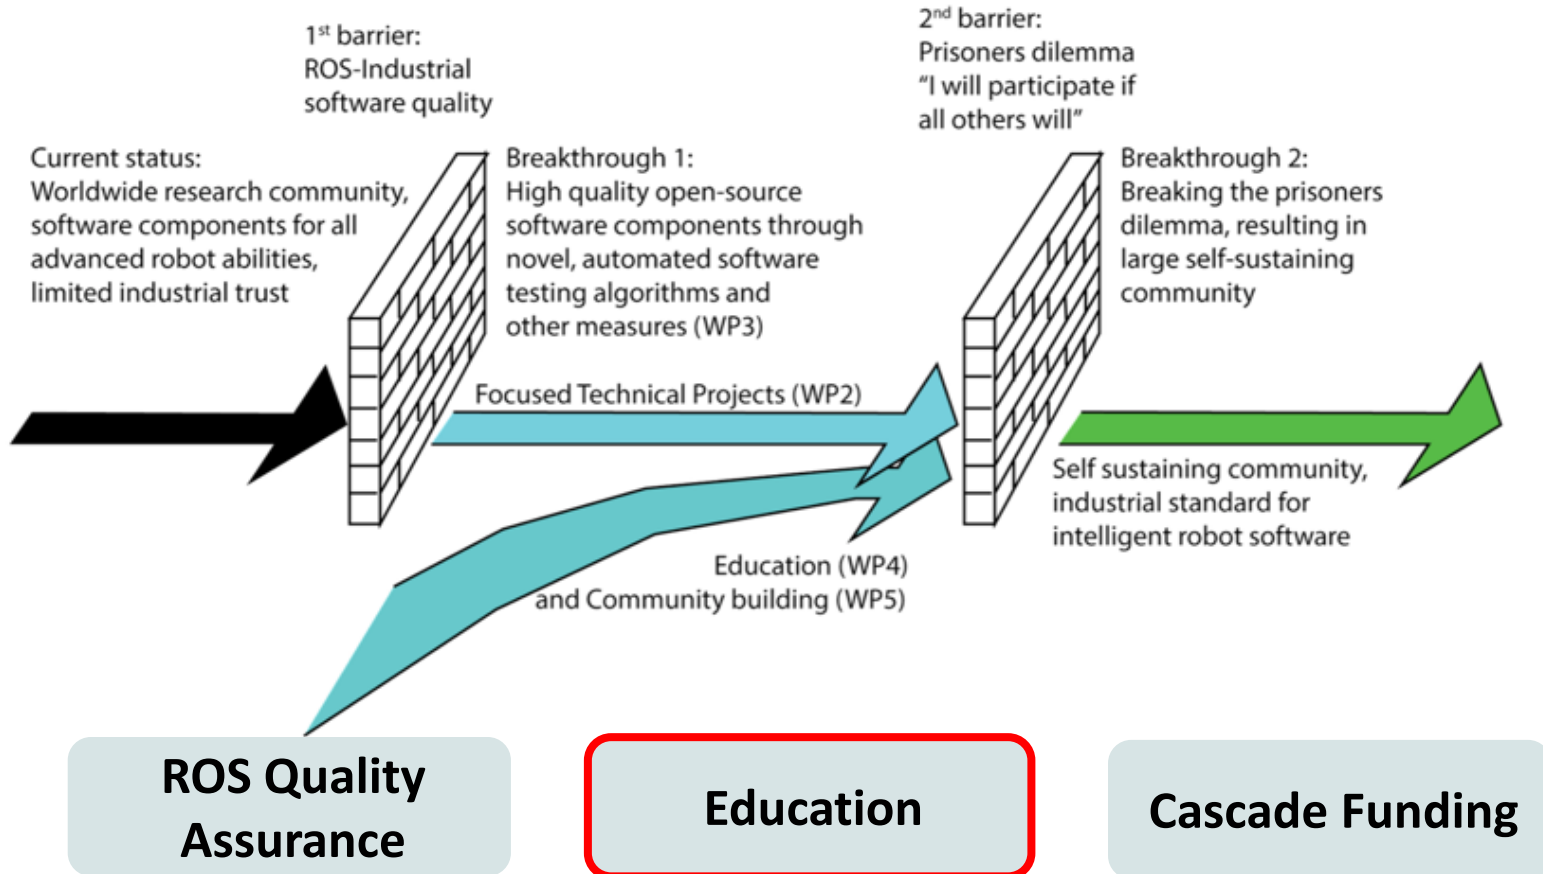 1st barrier:
ROS-Industrial
software quality
2nd barrier:
Prisoners dilemma
“I will participate if
all others will”
Current status:
Worldwide research community,
software components for all
advanced robot abilities,
limited industrial trust
Breakthrough 1:
High quality open-source
software components through
novel, automated software
testing algorithms and
other measures (WP3)
Breakthrough 2:
Breaking the prisoners
dilemma, resulting in
large self-sustaining
community
Focused Technical Projects (WP2)
Self sustaining community,
industrial standard for
intelligent robot software
Education (WP4)
and Community building (WP5)
ROS Quality
Assurance
Education
Cascade Funding